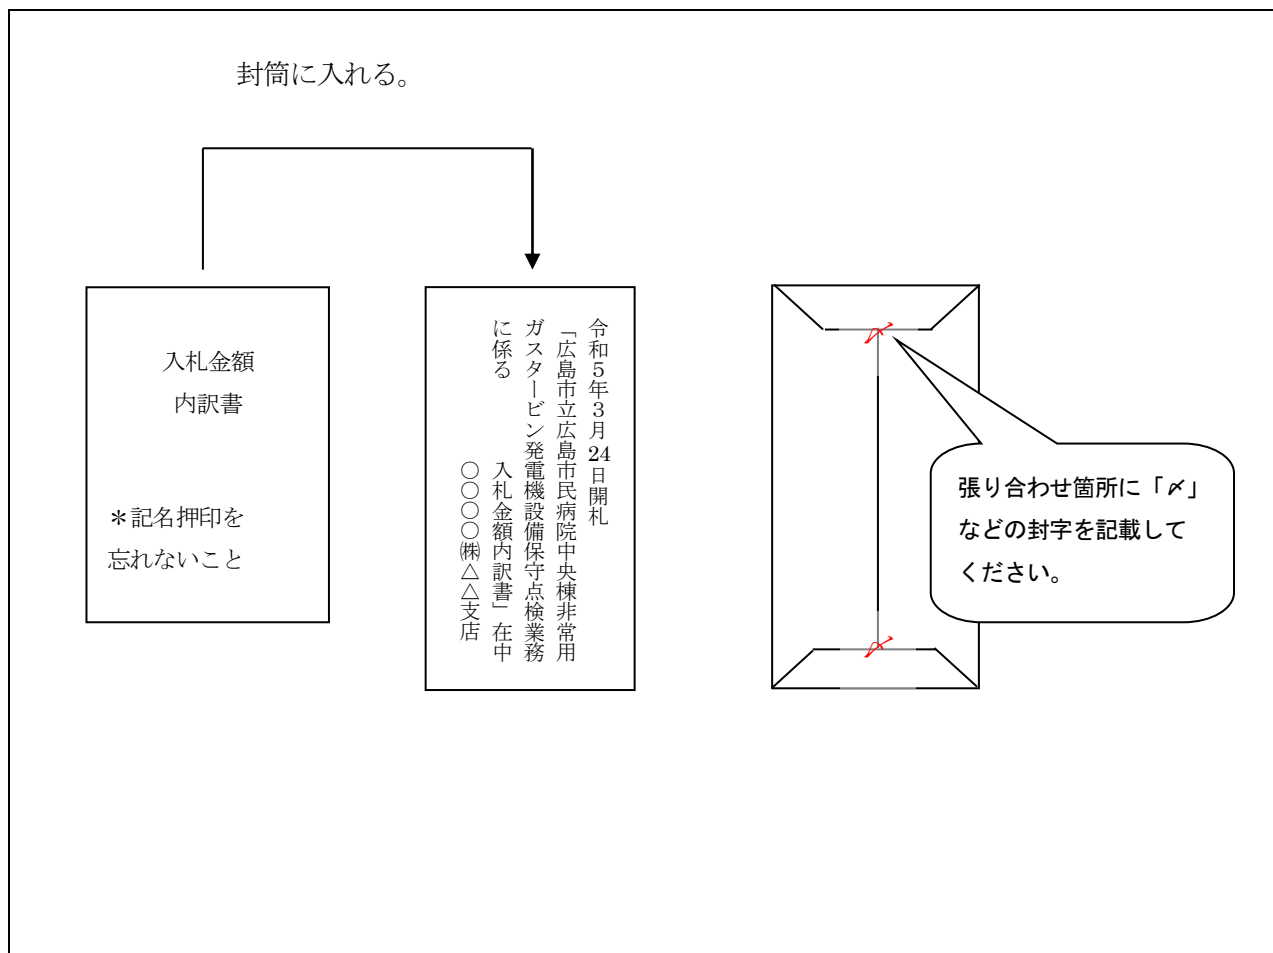 封筒に入れる。
入札金額
内訳書
＊記名押印を
忘れないこと
令和５年３月24日開札
「広島市立広島市民病院中央棟非常用
ガスタービン発電機設備保守点検業務
に係る
入札金額内訳書」在中
○○○○㈱△△支店
〆
〆
張り合わせ箇所に「〆」
などの封字を記載して
ください。